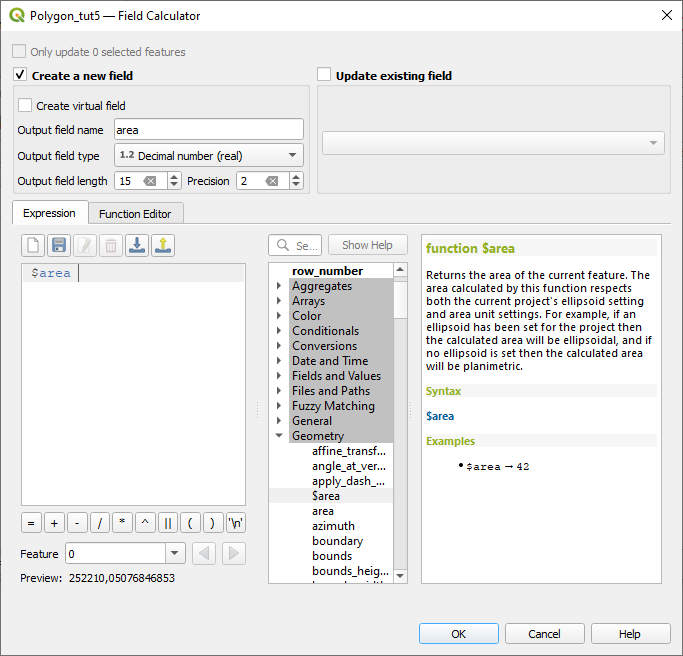 Polygon_tut5 — Field Calculator
Only update 0 selected features
Create a new field
Update existing field
Create virtual field
Output field name area
Output field type 1.2 Decimal number (real)
Output field length 15 Precision 2
Expression Function Editor
Se... Show Help
$area
row_number
Aggregates
Arrays
Color
Conditionals
Conversions
Date and Time
Fields and Values
Files and Paths
Fuzzy Matching
General
Geometry
affine_transf...
angle_at_ver...
apply_dash_...
$area
area
azimuth
boundary
bounds
bounds_heig...
function $area
Returns the area of the current feature. The
area calculated by this function respects
both the current project's ellipsoid setting
and area unit settings. For example, if an
ellipsoid has been set for the project then
the calculated area will be ellipsoidal, and if
no ellipsoid is set then the calculated area
will be planimetric.
Syntax
$area
Examples
• $area → 42
= + - / * ^ || ( ) '\n'
Feature 0
Preview: 252210,05076846853
OK Cancel Help